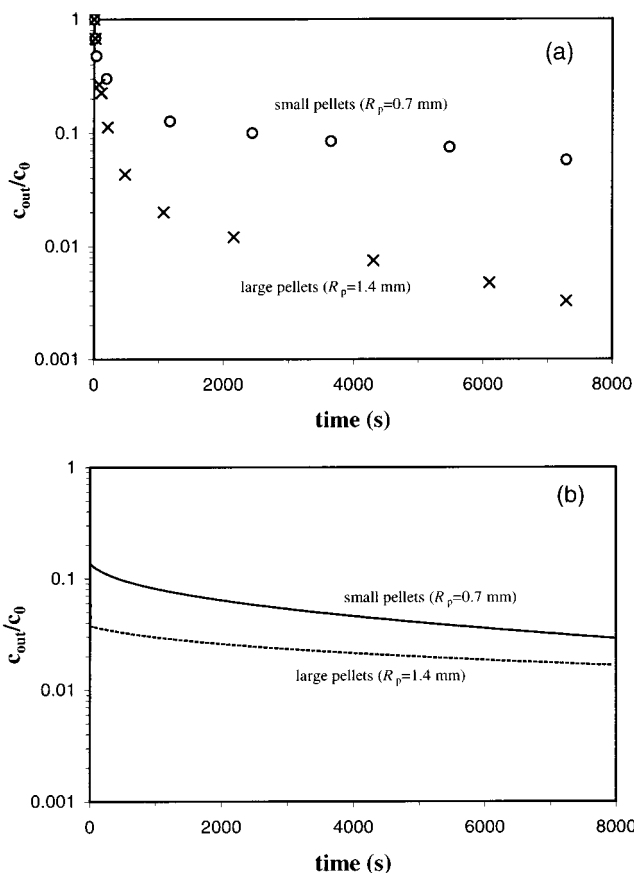 (a)
1
0.1
0.01
0.001
c_out/c_0
small pellets (R_p=0.7 mm)
large pellets (R_p=1.4 mm)
0 2000 4000 6000 8000
time (s)
(b)
1
0.1
0.01
0.001
c_out/c_0
small pellets (R_p=0.7 mm)
large pellets (R_p=1.4 mm)
0 2000 4000 6000 8000
time (s)